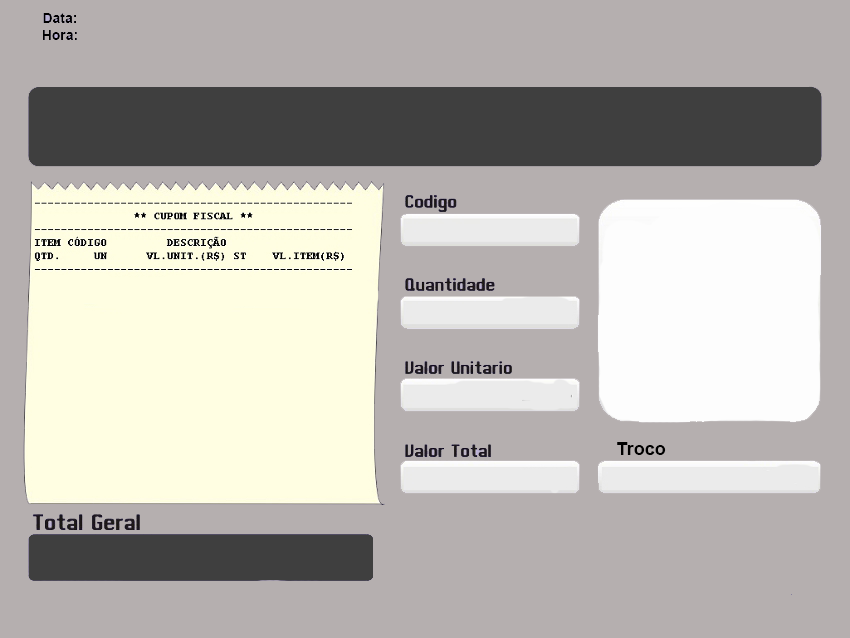 Data:
Hora:
** CUPOM FISCAL **
ITEM CÓDIGO DESCRIÇÃO
QTD. UN VL.UNIT.(R$) ST VL.ITEM(R$)
Codigo
Quantidade
Valor Unitario
Valor Total
Troco
Total Geral